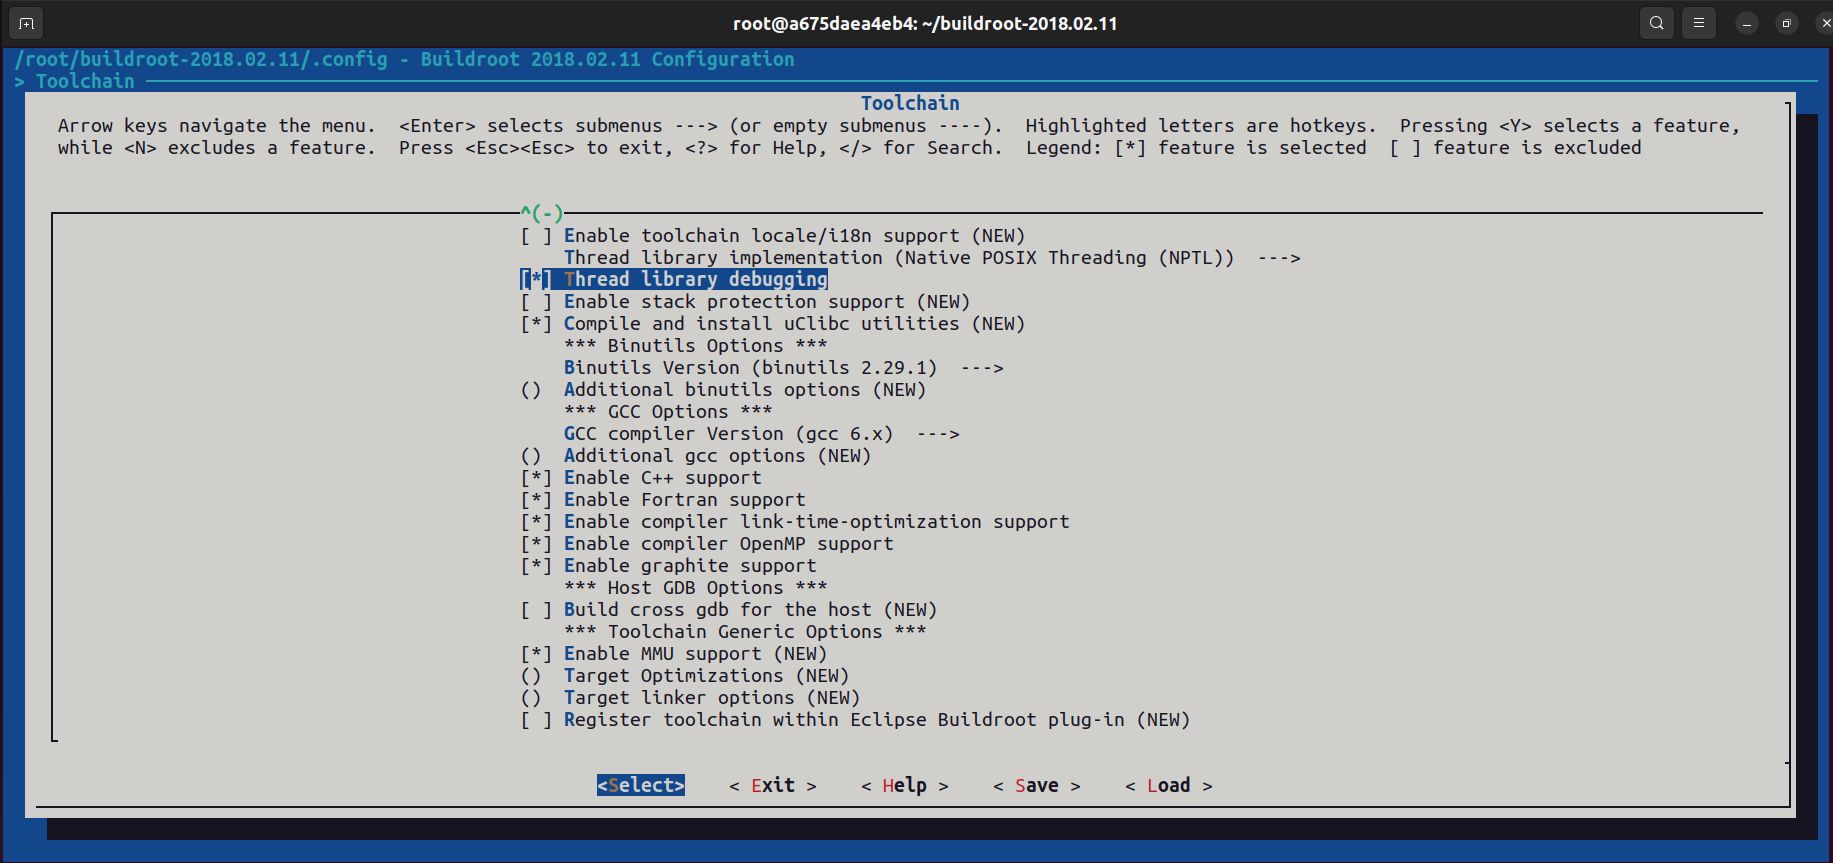 root@a675daea4eb4: ~/buildroot-2018.02.11
/root/buildroot-2018.02.11/.config - Buildroot 2018.02.11 Configuration
> Toolchain
Toolchain
Arrow keys navigate the menu.  <Enter> selects submenus ---> (or empty submenus ----).  Highlighted letters are hotkeys.  Pressing <Y> selects a feature,
while <N> excludes a feature.  Press <Esc><Esc> to exit, <?> for Help, </> for Search.  Legend: [*] feature is selected  [ ] feature is excluded
^(-)
[ ] Enable toolchain locale/i18n support (NEW)
Thread library implementation (Native POSIX Threading (NPTL))  --->
[*] Thread library debugging
[ ] Enable stack protection support (NEW)
[*] Compile and install uClibc utilities (NEW)
*** Binutils Options ***
Binutils Version (binutils 2.29.1)  --->
()  Additional binutils options (NEW)
*** GCC Options ***
GCC compiler Version (gcc 6.x)  --->
()  Additional gcc options (NEW)
[*] Enable C++ support
[*] Enable Fortran support
[*] Enable compiler link-time-optimization support
[*] Enable compiler OpenMP support
[*] Enable graphite support
*** Host GDB Options ***
[ ] Build cross gdb for the host (NEW)
*** Toolchain Generic Options ***
[*] Enable MMU support (NEW)
()  Target Optimizations (NEW)
()  Target linker options (NEW)
[ ] Register toolchain within Eclipse Buildroot plug-in (NEW)
<Select>    < Exit >    < Help >    < Save >    < Load >